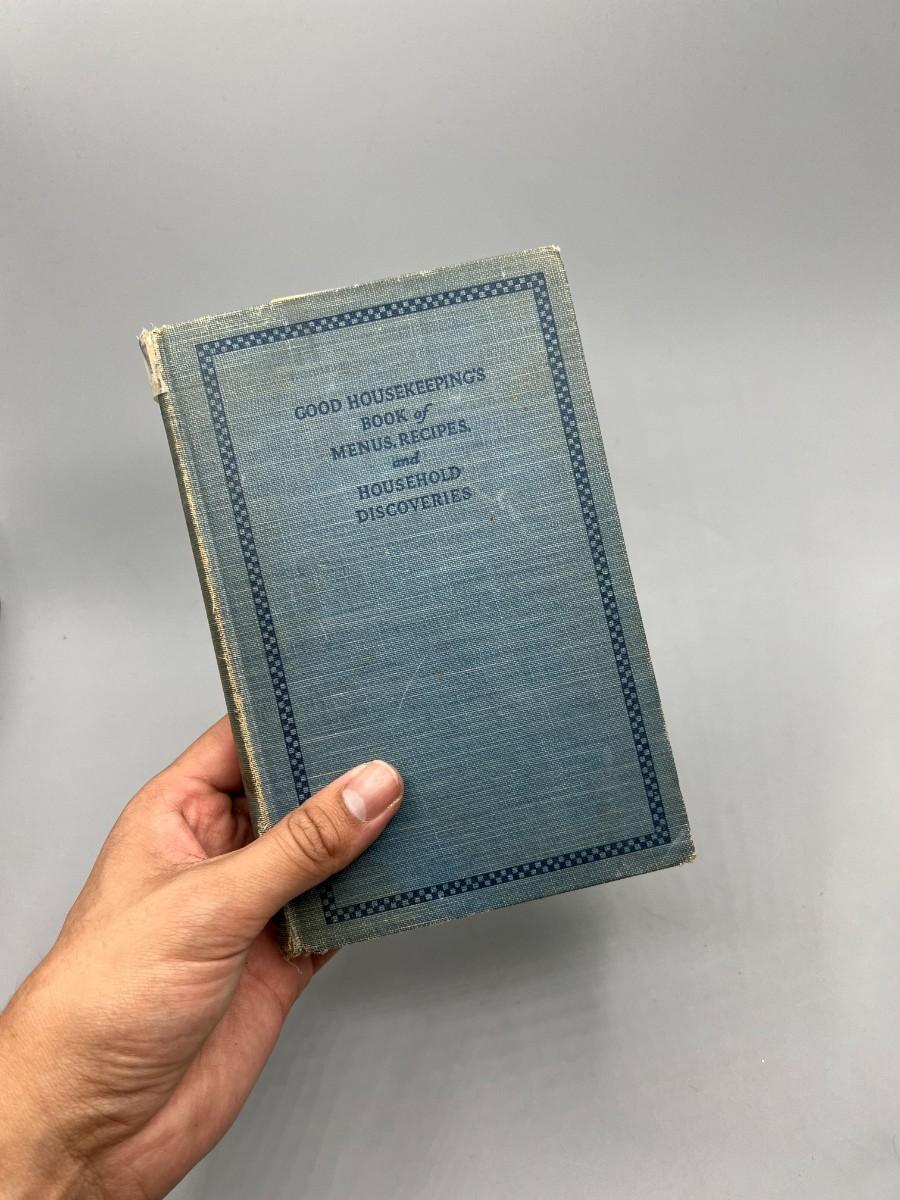 GOOD HOUSEKEEPING'S
BOOK of
MENUS, RECIPES,
and
HOUSEHOLD
DISCOVERIES